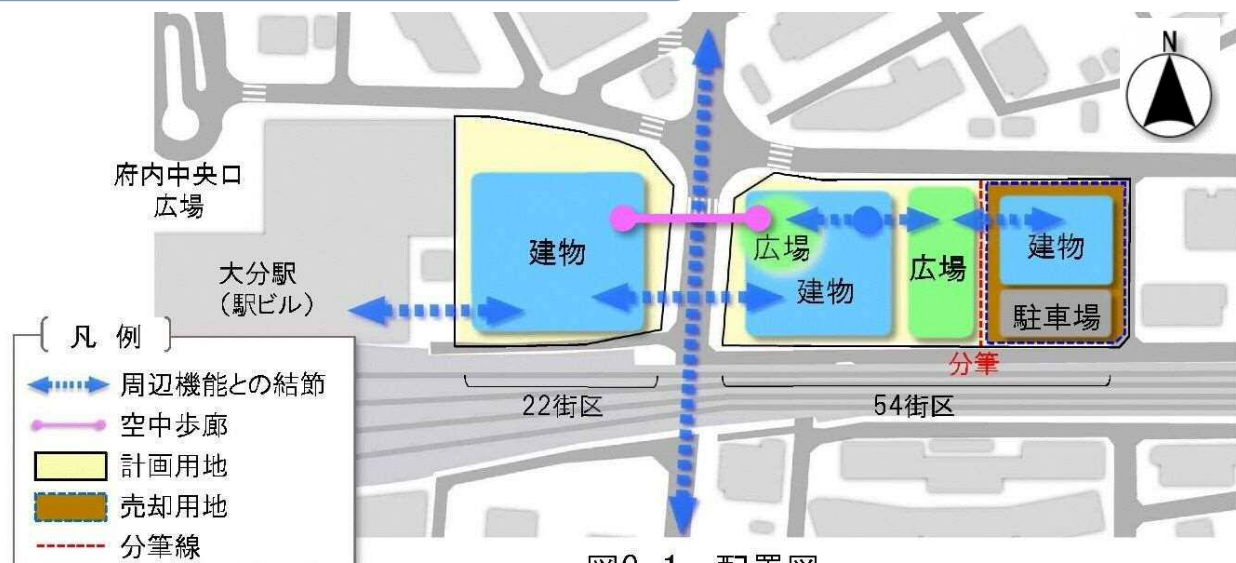 N
府内中央口
広場
大分駅
(駅ビル)
建物
広場
建物
広場
建物
駐車場
分筆
22街区
54街区
凡 例
周辺機能との結節
空中歩廊
計画用地
売却用地
分筆線
配置図